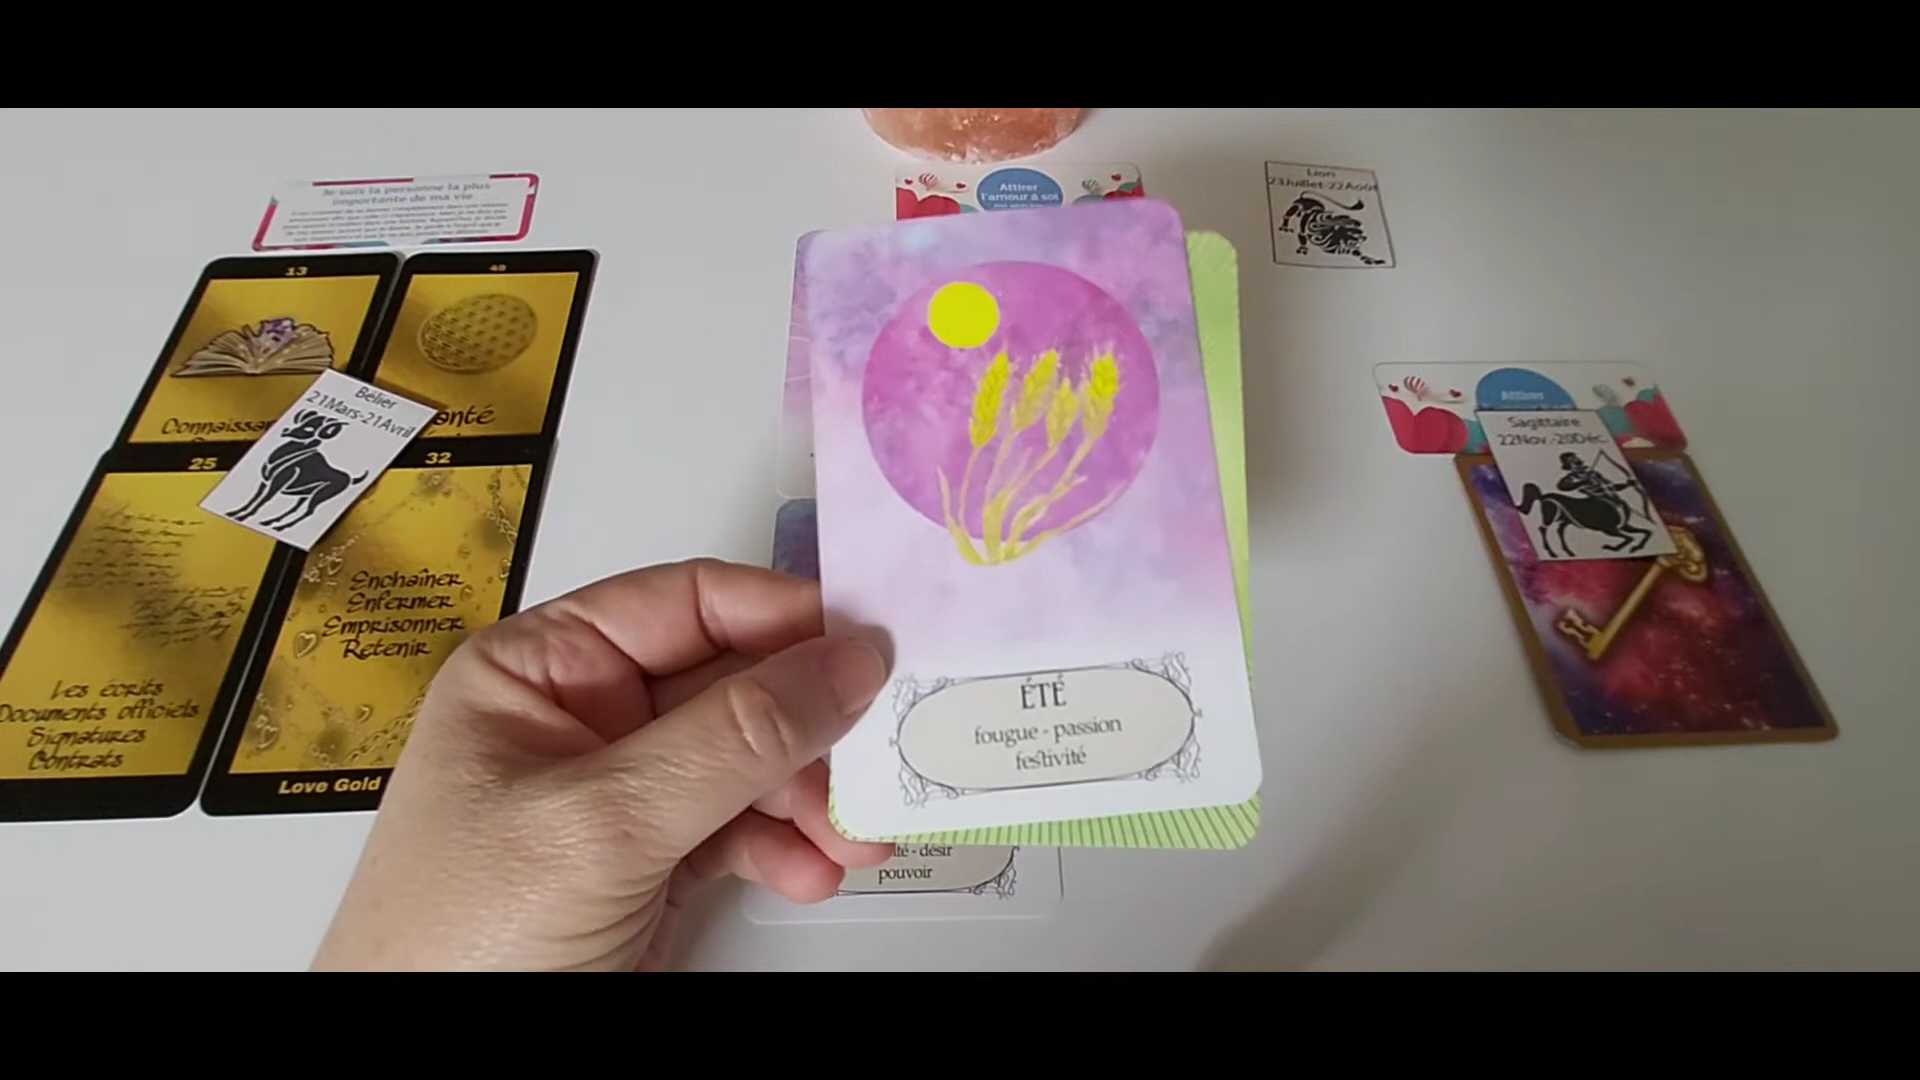 Je suis la personne la plus
importante de ma vie
13
49
Connaissan
anté
Bélier
21Mars-21Avril
25
32
Les écrits
Documents officiels
Signatures
Contrats
Enchaîner
Enfermer
Emprisonner
Retenir
Love Gold
Attirer
l'amour à soi
ÉTÉ
fougue - passion
festivité
té - désir
pouvoir
Lion
23Juillet-22Août
Attirer
Sagittaire
22Nov.-20Déc.